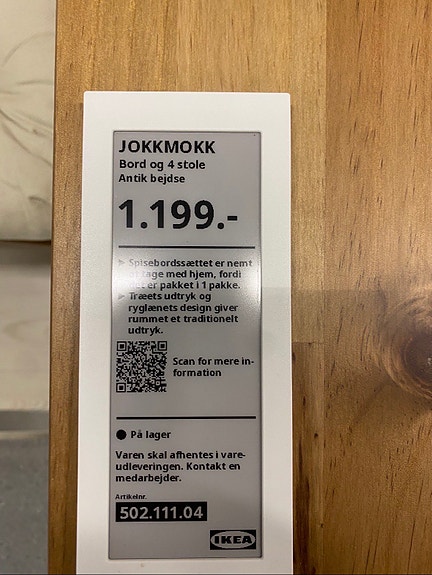 JOKKMOKK
Bord og 4 stole
Antik bejdse
1.199.-
▶ Spisebordssættet er nemt
at tage med hjem, fordi
det er pakket i 1 pakke.
▶ Træets udtryk og
ryglænets design giver
rummet et traditionelt
udtryk.
Scan for mere in-
formation
På lager
Varen skal afhentes i vare-
udleveringen. Kontakt en
medarbejder.
Artikelnr.
502.111.04
IKEA